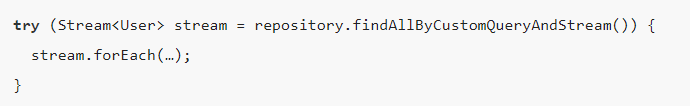 try (Stream<User> stream = repository.findAllByCustomQueryAndStream()) {
  stream.forEach(…);
}